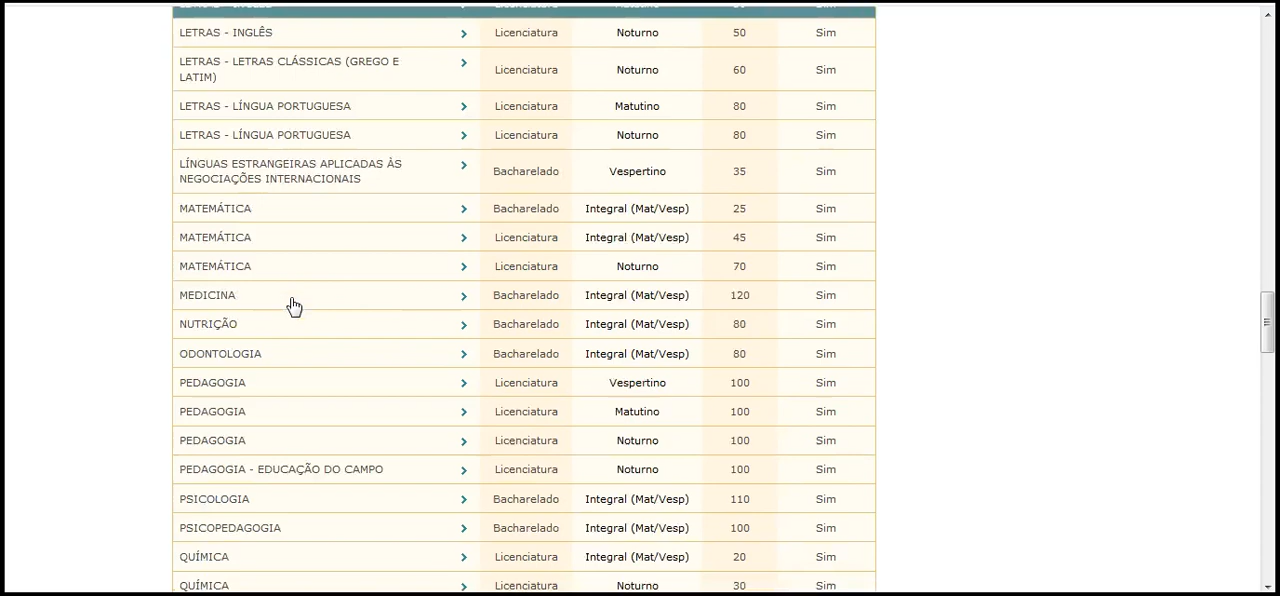 LETRAS - INGLÊS Licenciatura Noturno 50 Sim
LETRAS - LETRAS CLÁSSICAS (GREGO E
LATIM) Licenciatura Noturno 60 Sim
LETRAS - LÍNGUA PORTUGUESA Licenciatura Matutino 80 Sim
LETRAS - LÍNGUA PORTUGUESA Licenciatura Noturno 80 Sim
LÍNGUAS ESTRANGEIRAS APLICADAS ÀS
NEGOCIAÇÕES INTERNACIONAIS Bacharelado Vespertino 35 Sim
MATEMÁTICA Bacharelado Integral (Mat/Vesp) 25 Sim
MATEMÁTICA Licenciatura Integral (Mat/Vesp) 45 Sim
MATEMÁTICA Licenciatura Noturno 70 Sim
MEDICINA Bacharelado Integral (Mat/Vesp) 120 Sim
NUTRIÇÃO Bacharelado Integral (Mat/Vesp) 80 Sim
ODONTOLOGIA Bacharelado Integral (Mat/Vesp) 80 Sim
PEDAGOGIA Licenciatura Vespertino 100 Sim
PEDAGOGIA Licenciatura Matutino 100 Sim
PEDAGOGIA Licenciatura Noturno 100 Sim
PEDAGOGIA - EDUCAÇÃO DO CAMPO Licenciatura Noturno 100 Sim
PSICOLOGIA Bacharelado Integral (Mat/Vesp) 110 Sim
PSICOPEDAGOGIA Bacharelado Integral (Mat/Vesp) 100 Sim
QUÍMICA Licenciatura Integral (Mat/Vesp) 20 Sim
QUÍMICA Licenciatura Noturno 30 Sim